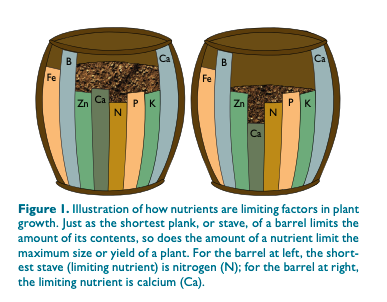 B
Ca
Fe
Zn
Ca
N
P
K
B
Ca
Fe
Zn
Ca
N
P
K
Figure 1. Illustration of how nutrients are limiting factors in plant
growth. Just as the shortest plank, or stave, of a barrel limits the
amount of its contents, so does the amount of a nutrient limit the
maximum size or yield of a plant. For the barrel at left, the short-
est stave (limiting nutrient) is nitrogen (N); for the barrel at right,
the limiting nutrient is calcium (Ca).